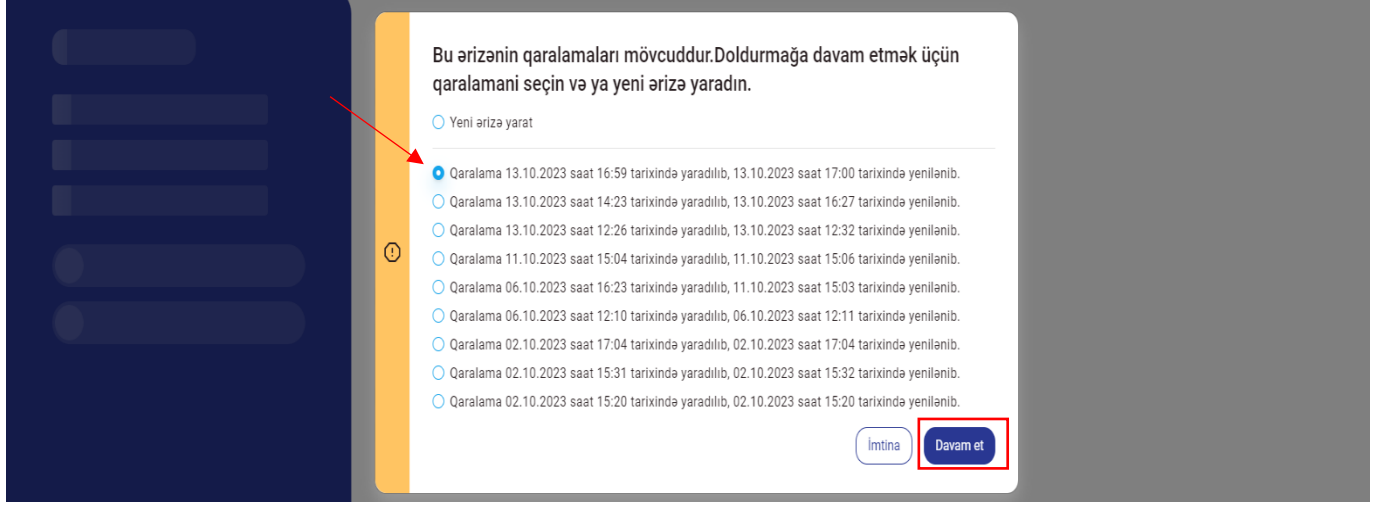 Bu ərizənin qaralamaları mövcuddur.Doldurmağa davam etmək üçün
qaralamani seçin və ya yeni ərizə yaradın.
Yeni ərizə yarat
Qaralama 13.10.2023 saat 16:59 tarixində yaradılıb, 13.10.2023 saat 17:00 tarixində yenilənib.
Qaralama 13.10.2023 saat 14:23 tarixində yaradılıb, 13.10.2023 saat 16:27 tarixində yenilənib.
Qaralama 13.10.2023 saat 12:26 tarixində yaradılıb, 13.10.2023 saat 12:32 tarixində yenilənib.
Qaralama 11.10.2023 saat 15:04 tarixində yaradılıb, 11.10.2023 saat 15:06 tarixində yenilənib.
Qaralama 06.10.2023 saat 16:23 tarixində yaradılıb, 11.10.2023 saat 15:03 tarixində yenilənib.
Qaralama 06.10.2023 saat 12:10 tarixində yaradılıb, 06.10.2023 saat 12:11 tarixində yenilənib.
Qaralama 02.10.2023 saat 17:04 tarixində yaradılıb, 02.10.2023 saat 17:04 tarixində yenilənib.
Qaralama 02.10.2023 saat 15:31 tarixində yaradılıb, 02.10.2023 saat 15:32 tarixində yenilənib.
Qaralama 02.10.2023 saat 15:20 tarixində yaradılıb, 02.10.2023 saat 15:20 tarixində yenilənib.
İmtina
Davam et